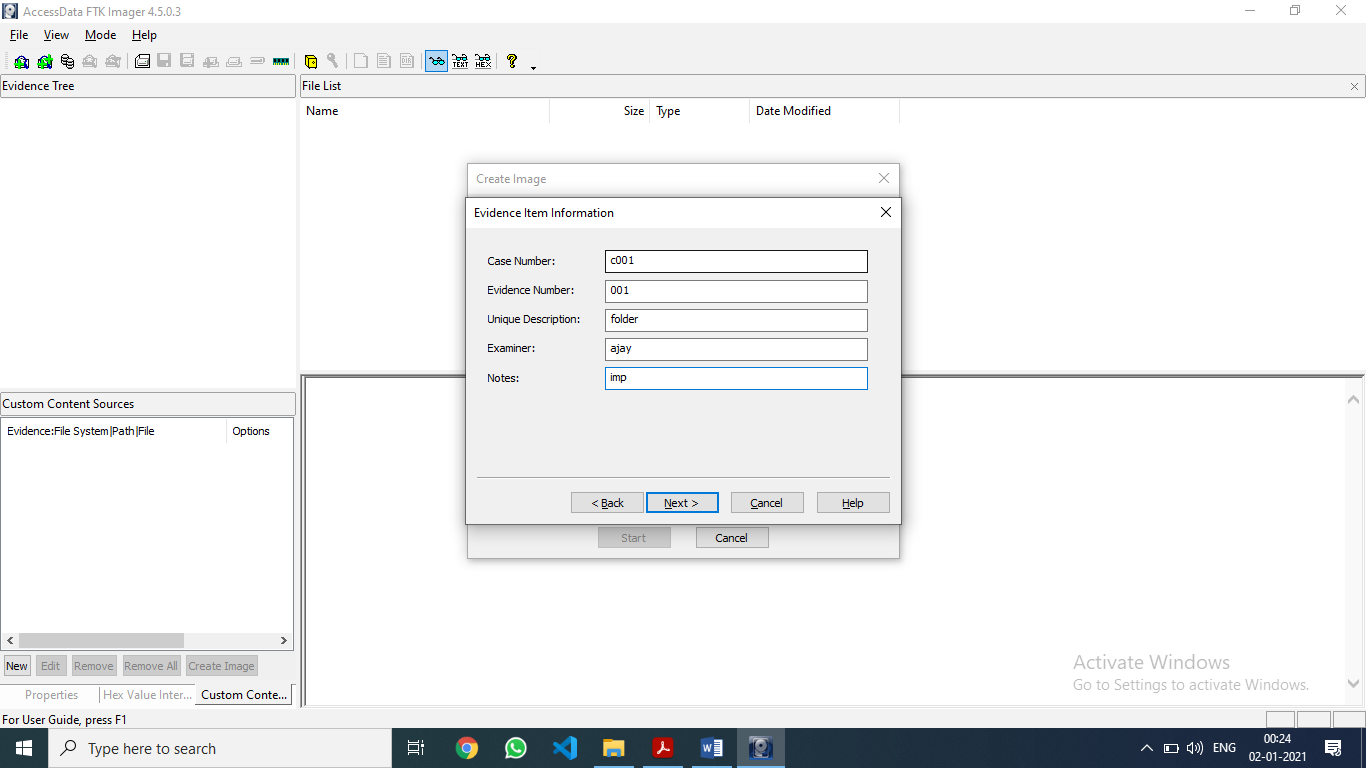 AccessData FTK Imager 4.5.0.3
File View Mode Help
TEXT HEX ?
Evidence Tree
File List
Name Size Type Date Modified
Create Image
Evidence Item Information
Case Number: c001
Evidence Number: 001
Unique Description: folder
Examiner: ajay
Notes: imp
< Back Next > Cancel Help
Start Cancel
Custom Content Sources
Evidence:File System|Path|File Options
New Edit Remove Remove All Create Image
Properties Hex Value Inter... Custom Conte...
Activate Windows
Go to Settings to activate Windows.
For User Guide, press F1
Type here to search
W
ENG
00:24
02-01-2021